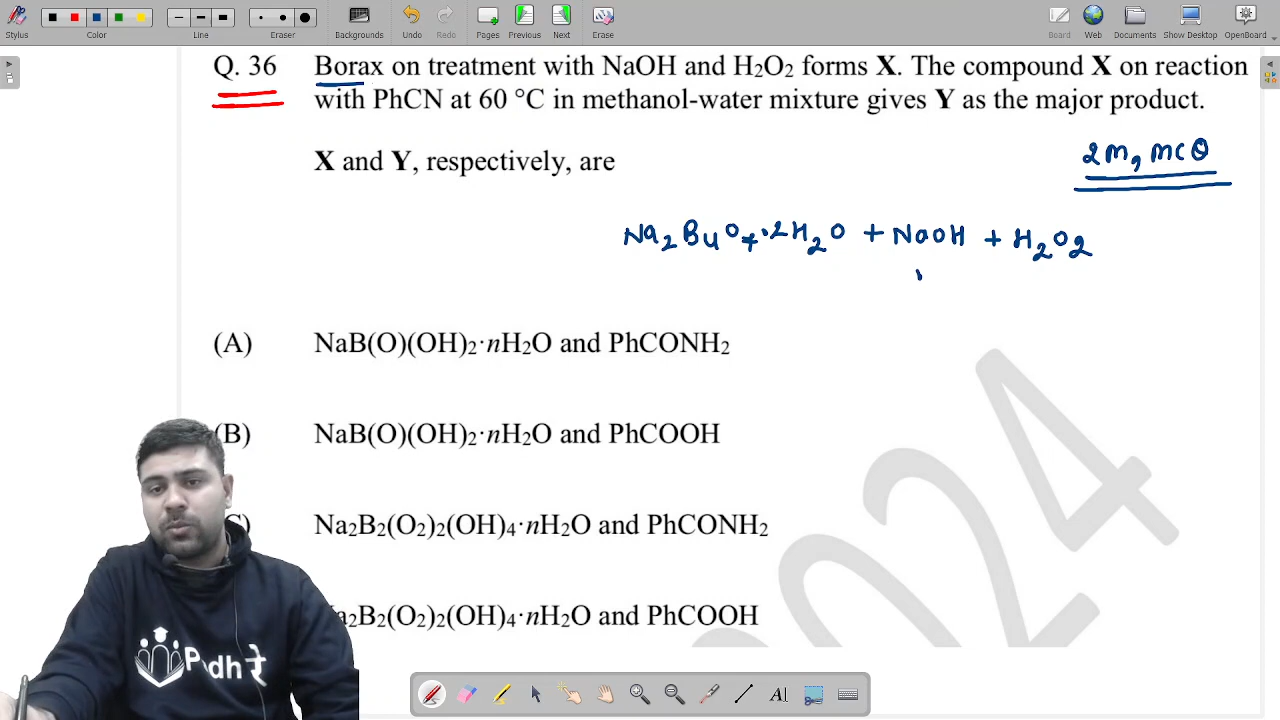 Stylus
Color
Line
Eraser
Backgrounds
Undo
Redo
Pages
Previous
Next
Erase
Board
Web
Documents
Show Desktop
OpenBoard
Q. 36 Borax on treatment with NaOH and H₂O₂ forms X. The compound X on reaction
with PhCN at 60 °C in methanol-water mixture gives Y as the major product.
2M, MCQ
X and Y, respectively, are
Na₂B₄O₇.2H₂O + NaOH + H₂O₂
(A) NaB(O)(OH)₂·nH₂O and PhCONH₂
(B) NaB(O)(OH)₂·nH₂O and PhCOOH
C) Na₂B₂(O₂)₂(OH)₄·nH₂O and PhCONH₂
a₂B₂(O₂)₂(OH)₄·nH₂O and PhCOOH
2024
Padh रे